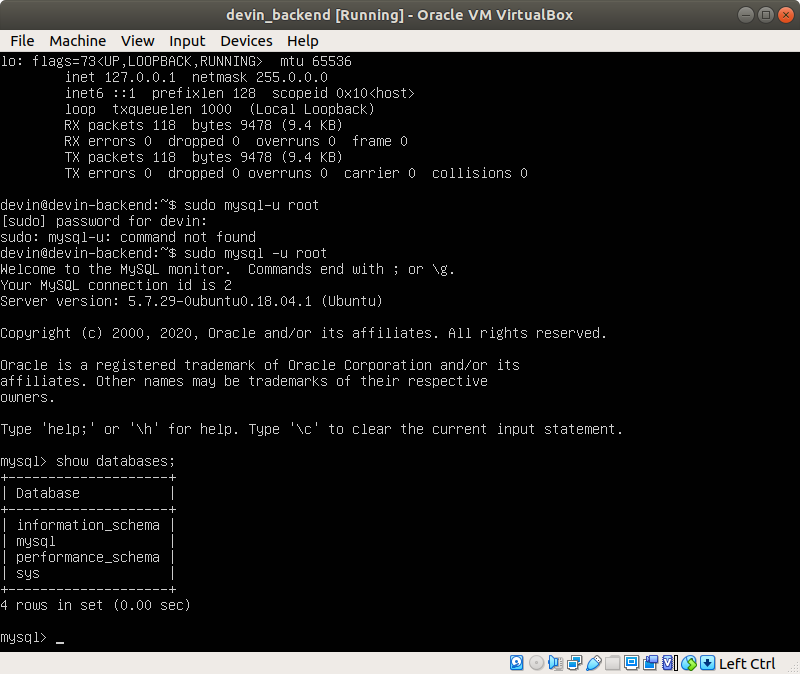 devin_backend [Running] - Oracle VM VirtualBox
File Machine View Input Devices Help
lo: flags=73<UP,LOOPBACK,RUNNING>  mtu 65536
        inet 127.0.0.1  netmask 255.0.0.0
        inet6 ::1  prefixlen 128  scopeid 0x10<host>
        loop  txqueuelen 1000  (Local Loopback)
        RX packets 118  bytes 9478 (9.4 KB)
        RX errors 0  dropped 0  overruns 0  frame 0
        TX packets 118  bytes 9478 (9.4 KB)
        TX errors 0  dropped 0 overruns 0  carrier 0  collisions 0
devin@devin-backend:~$ sudo mysql-u root
[sudo] password for devin:
sudo: mysql-u: command not found
devin@devin-backend:~$ sudo mysql -u root
Welcome to the MySQL monitor.  Commands end with ; or \g.
Your MySQL connection id is 2
Server version: 5.7.29-0ubuntu0.18.04.1 (Ubuntu)
Copyright (c) 2000, 2020, Oracle and/or its affiliates. All rights reserved.
Oracle is a registered trademark of Oracle Corporation and/or its
affiliates. Other names may be trademarks of their respective
owners.
Type 'help;' or '\h' for help. Type '\c' to clear the current input statement.
mysql> show databases;
+--------------------+
| Database           |
+--------------------+
| information_schema |
| mysql              |
| performance_schema |
| sys                |
+--------------------+
4 rows in set (0.00 sec)
mysql> _
Left Ctrl